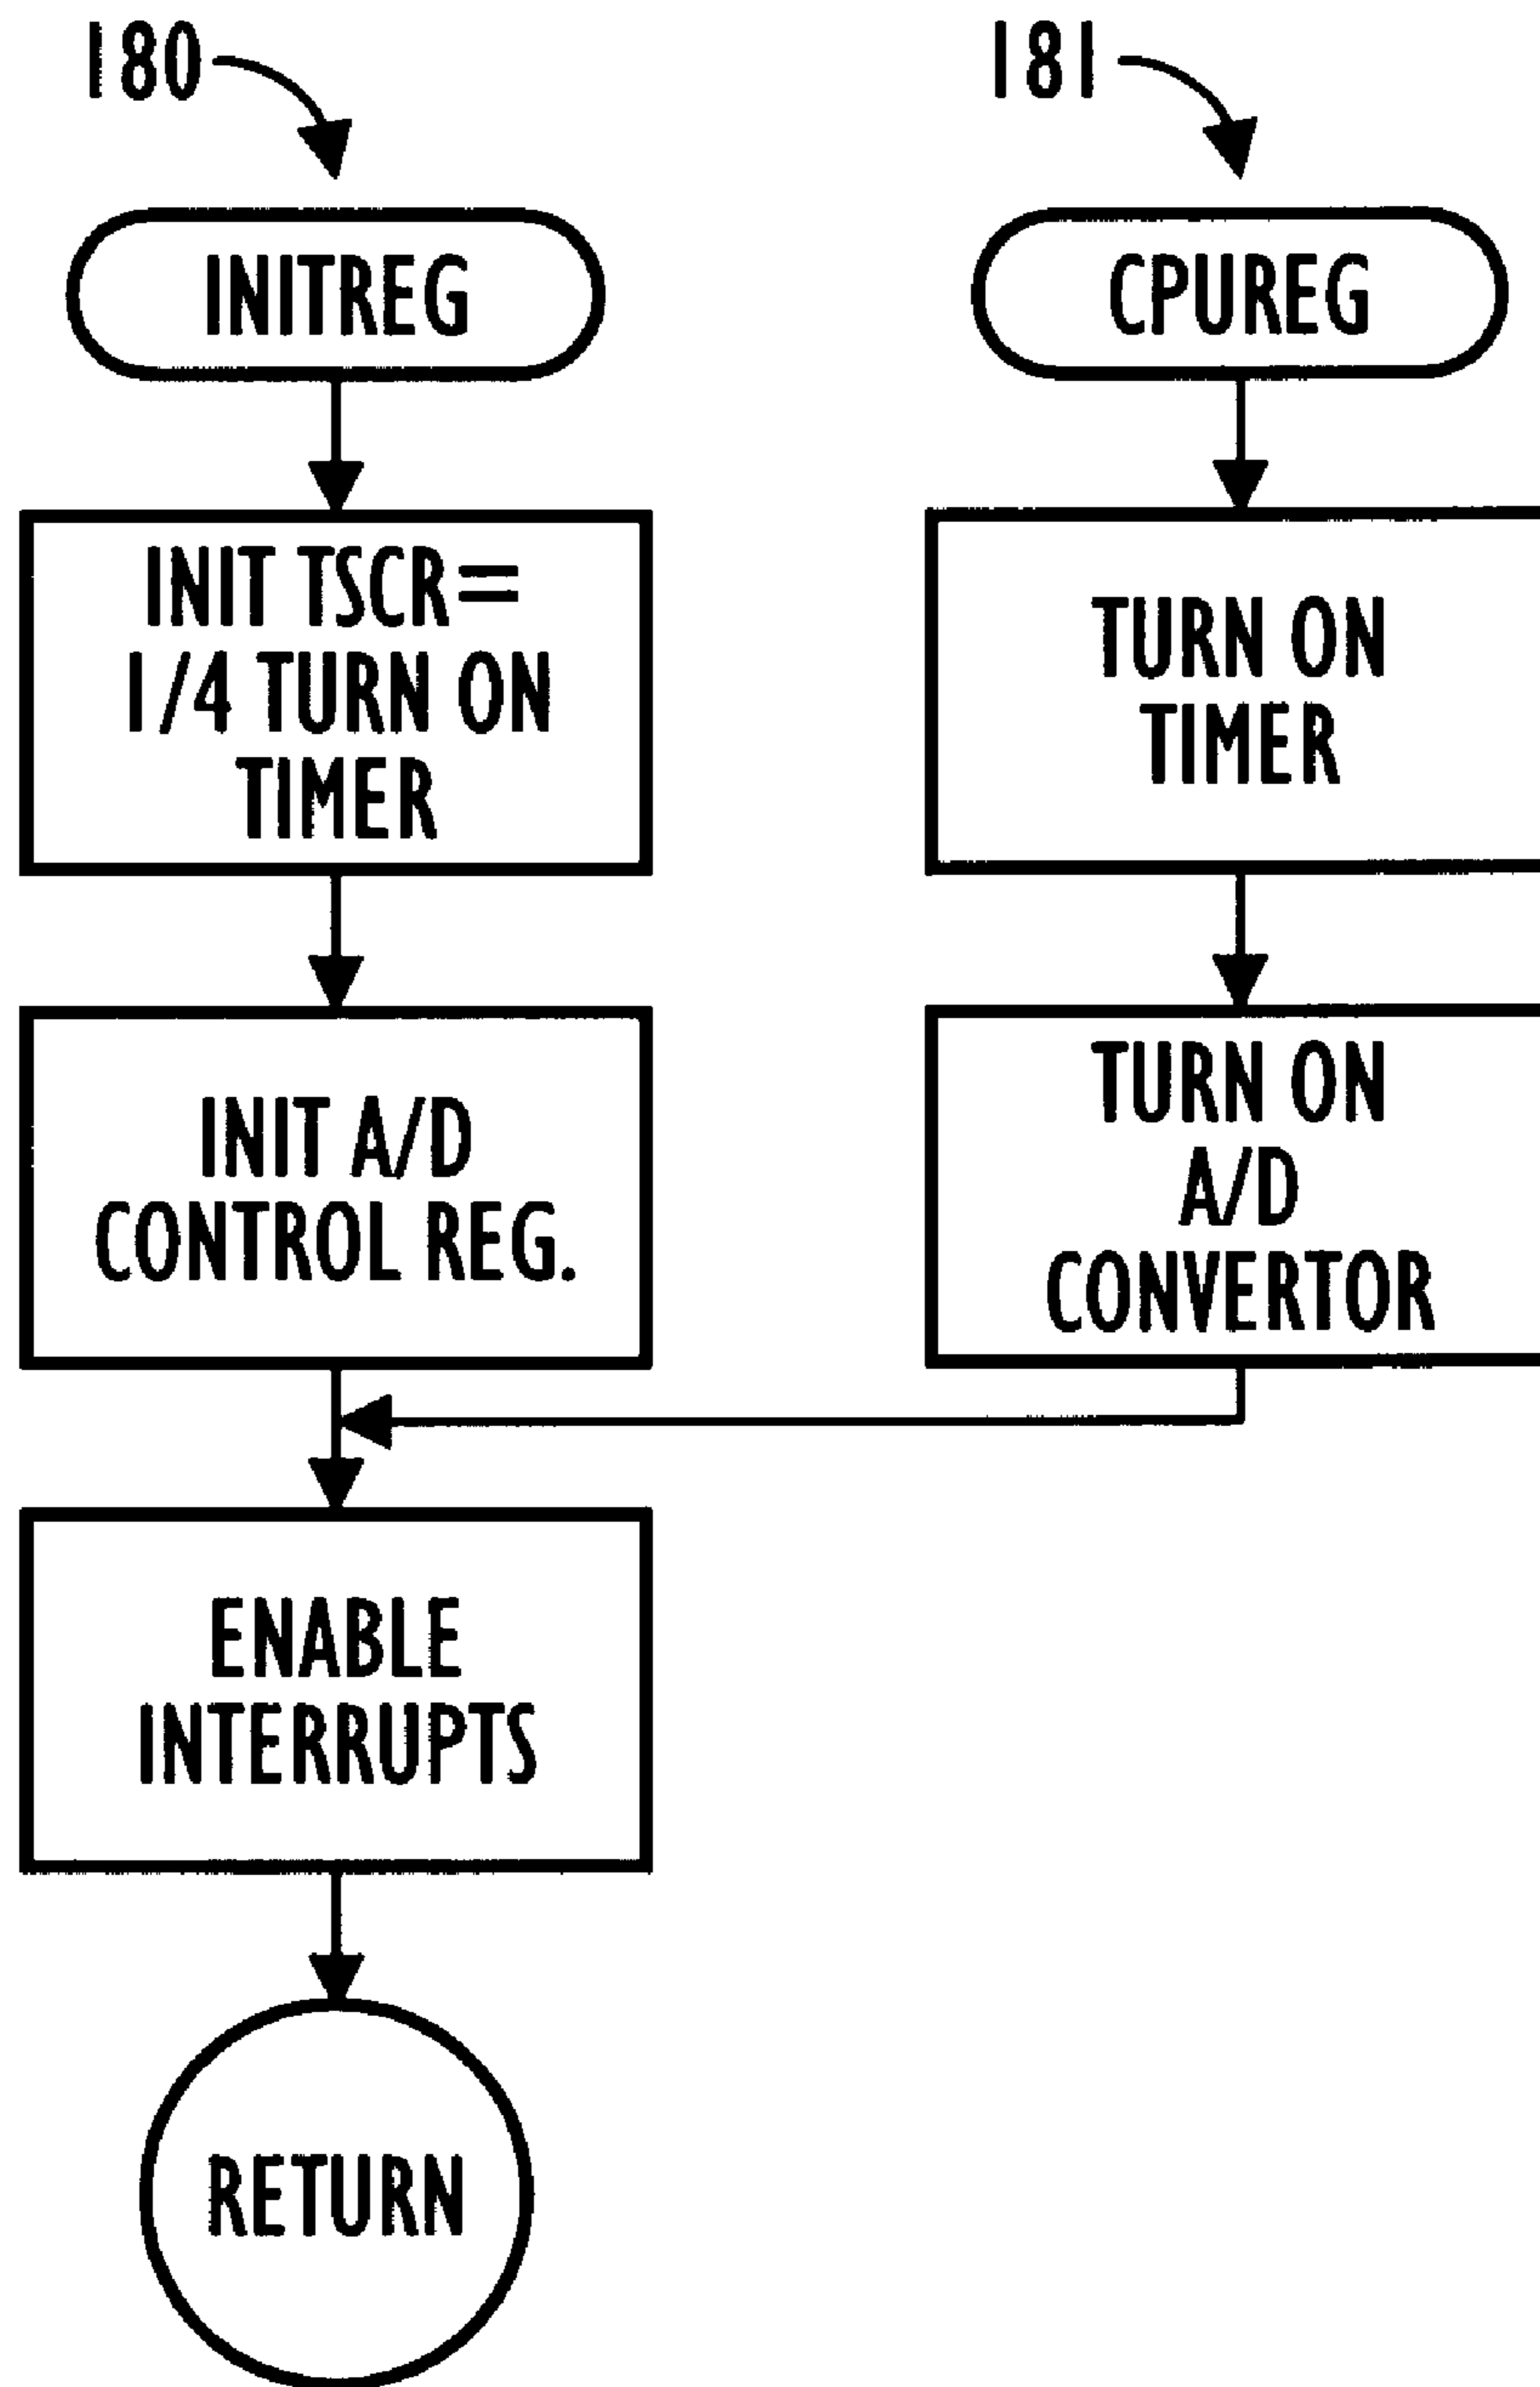 180
INITREG
INIT TSCR=
1/4 TURN ON
TIMER
INIT A/D
CONTROL REG.
ENABLE
INTERRUPTS
RETURN
181
CPUREG
TURN ON
TIMER
TURN ON
A/D
CONVERTOR